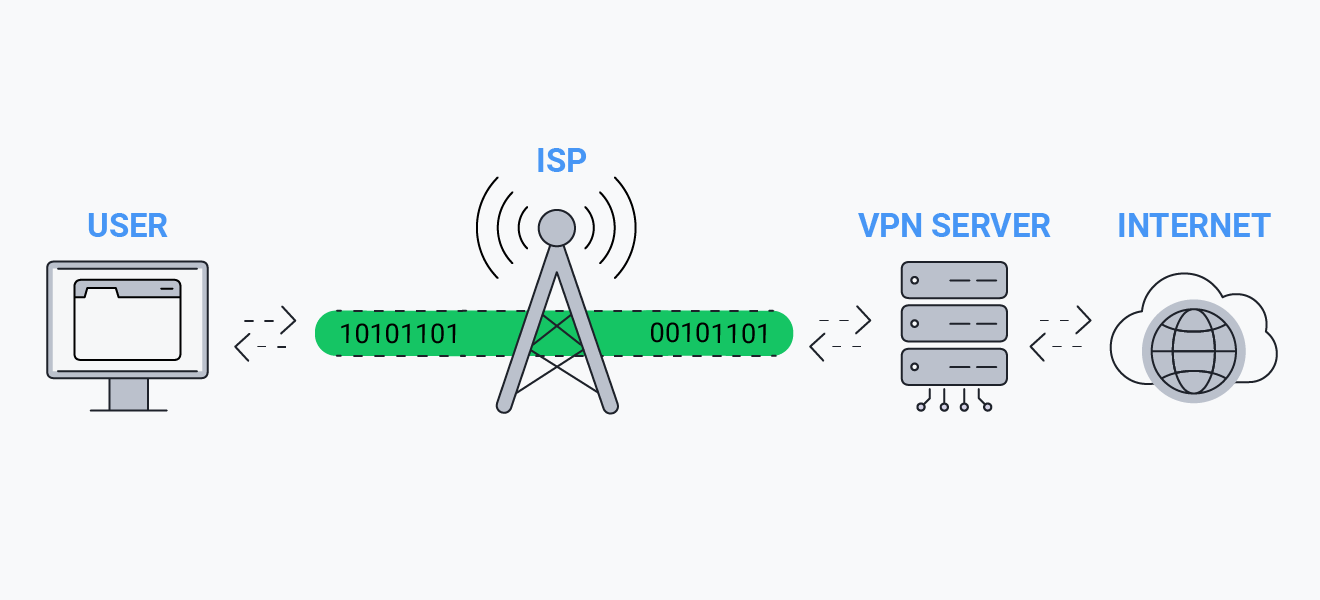 ISP
USER
VPN SERVER
INTERNET
10101101
00101101